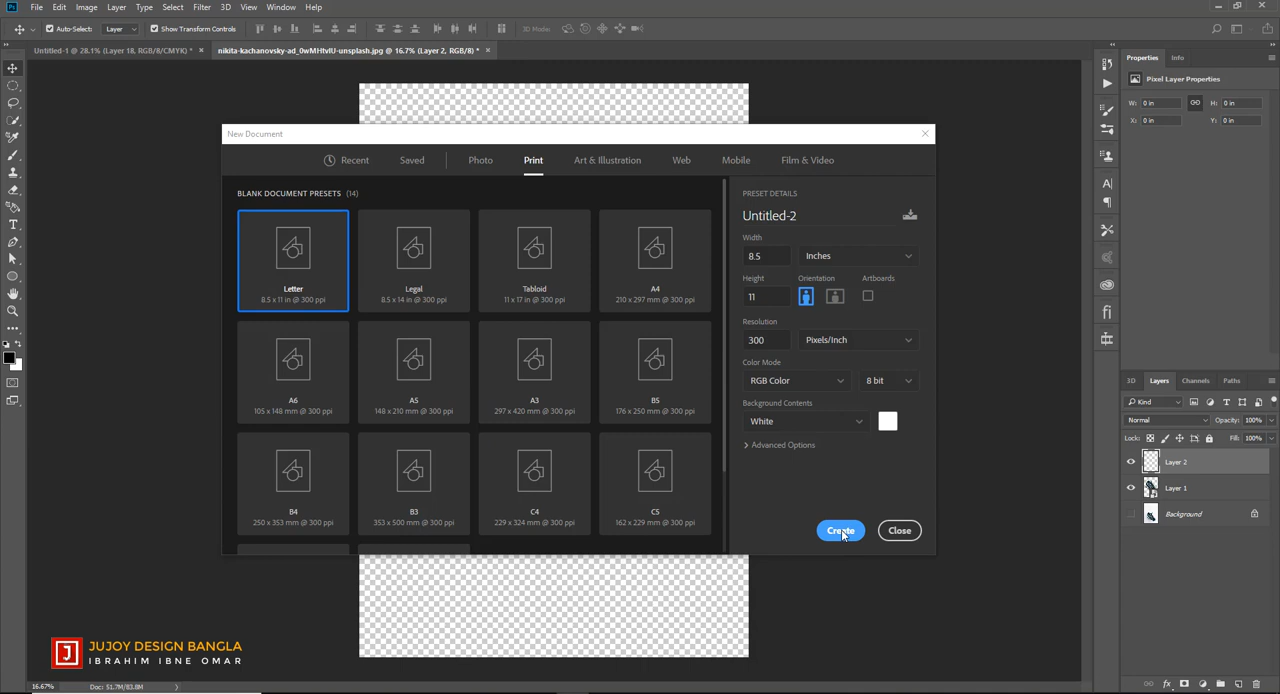 Ps File Edit Image Layer Type Select Filter 3D View Window Help
Auto-Select: Layer Show Transform Controls 3D Mode:
Untitled-1 @ 28.1% (Layer 18, RGB/8/CMYK) * × nikita-kachanovsky-ad_0wMHtvIU-unsplash.jpg @ 16.7% (Layer 2, RGB/8) * ×
New Document
Recent Saved Photo Print Art & Illustration Web Mobile Film & Video
BLANK DOCUMENT PRESETS (14)
Letter
8.5 x 11 in @ 300 ppi
Legal
8.5 x 14 in @ 300 ppi
Tabloid
11 x 17 in @ 300 ppi
A4
210 x 297 mm @ 300 ppi
A6
105 x 148 mm @ 300 ppi
A5
148 x 210 mm @ 300 ppi
A3
297 x 420 mm @ 300 ppi
B5
176 x 250 mm @ 300 ppi
B4
250 x 353 mm @ 300 ppi
B3
353 x 500 mm @ 300 ppi
C4
229 x 324 mm @ 300 ppi
C5
162 x 229 mm @ 300 ppi
PRESET DETAILS
Untitled-2
Width
8.5 Inches
Height Orientation Artboards
11
Resolution
300 Pixels/Inch
Color Mode
RGB Color 8 bit
Background Contents
White
Advanced Options
Create Close
Properties Info
Pixel Layer Properties
W: 0 in H: 0 in
X: 0 in Y: 0 in
3D Layers Channels Paths
Kind
Normal Opacity: 100%
Lock: Fill: 100%
Layer 2
Layer 1
Background
J JUJOY DESIGN BANGLA
IBRAHIM IBNE OMAR
16.67% Doc: 51.7M/83.8M